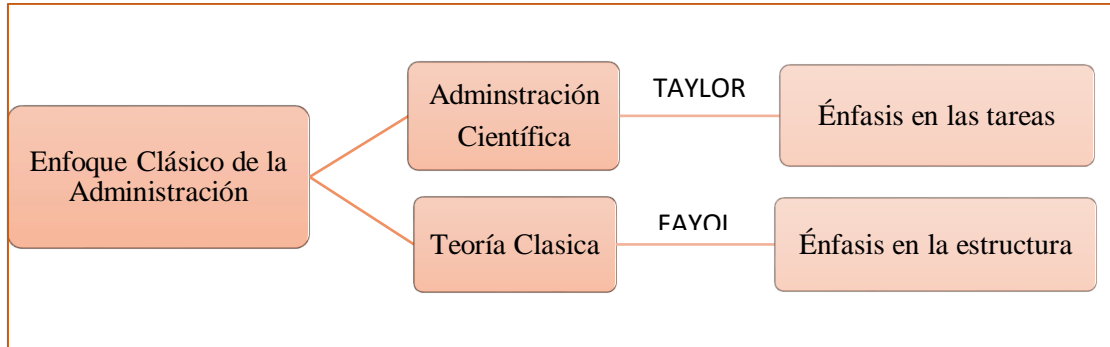 Enfoque Clásico de la
Administración
Adminstración
Científica
TAYLOR
Énfasis en las tareas
Teoría Clasica
FAYOL
Énfasis en la estructura